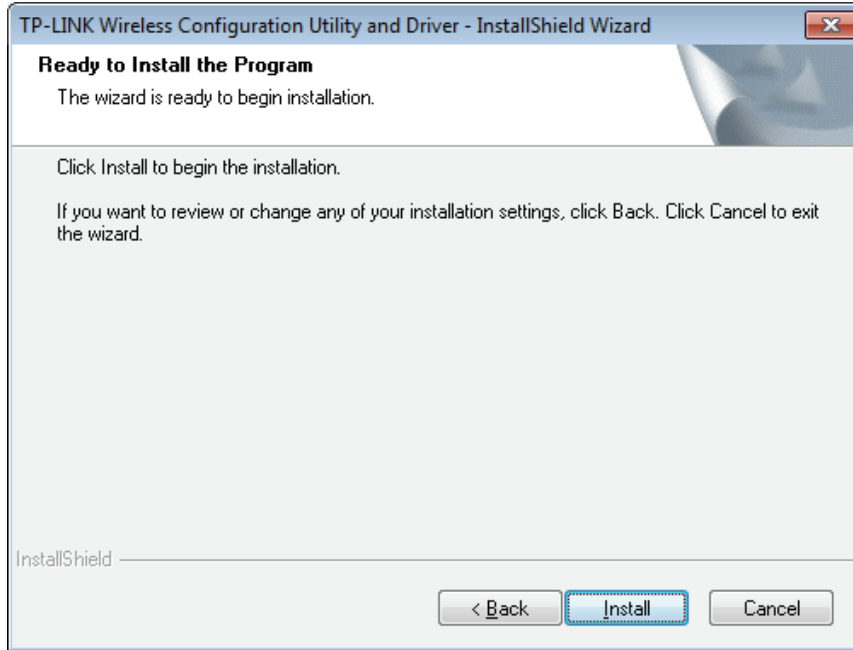 TP-LINK Wireless Configuration Utility and Driver - InstallShield Wizard
Ready to Install the Program
The wizard is ready to begin installation.
Click Install to begin the installation.
If you want to review or change any of your installation settings, click Back. Click Cancel to exit
the wizard.
InstallShield
< Back Install Cancel